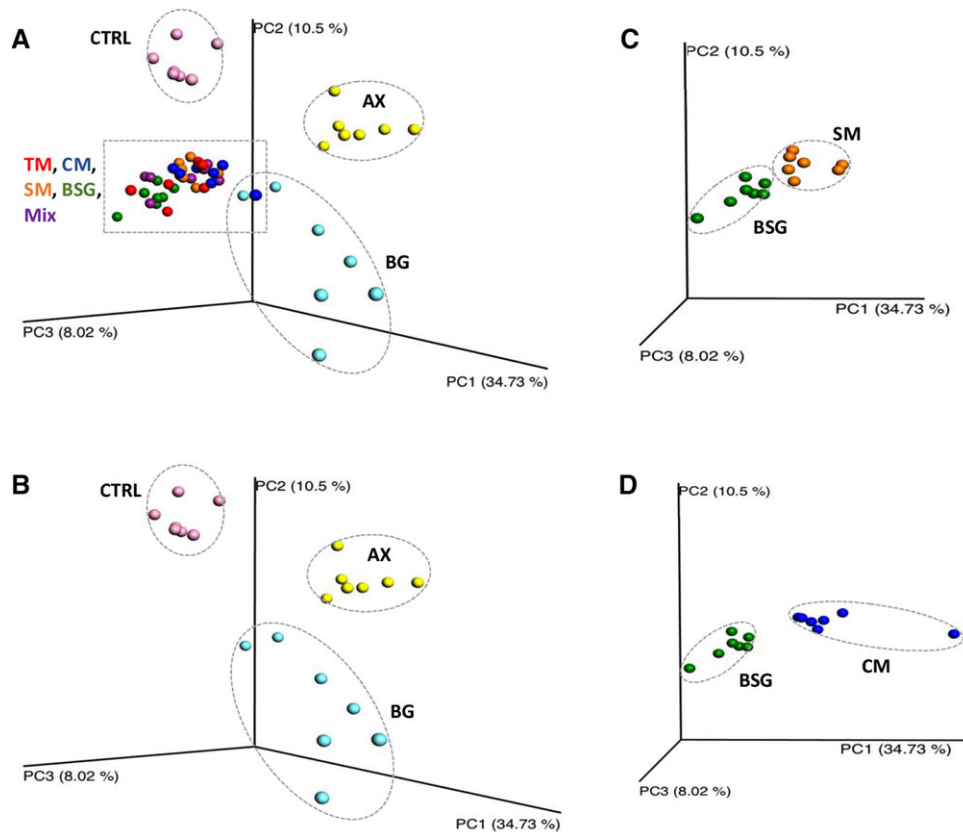 A
CTRL
PC2 (10.5 %)
AX
TM, CM,
SM, BSG,
Mix
BG
PC3 (8.02 %)
PC1 (34.73 %)
C
PC2 (10.5 %)
SM
BSG
PC1 (34.73 %)
PC3 (8.02 %)
B
CTRL
PC2 (10.5 %)
AX
BG
PC3 (8.02 %)
PC1 (34.73 %)
D
PC2 (10.5 %)
BSG
CM
PC1 (34.73 %)
PC3 (8.02 %)